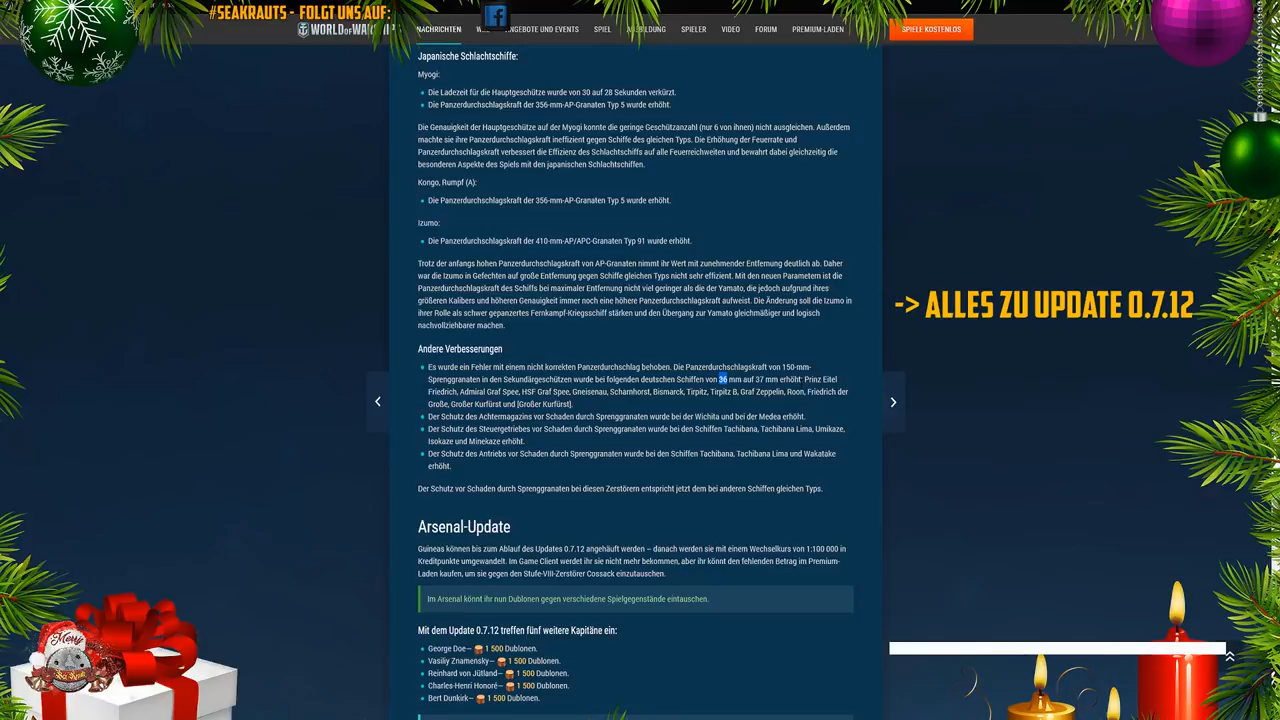 #SEAKRAUTS - FOLGT UNS AUF:
WORLD OF WA
NACHRICHTEN
ANGEBOTE UND EVENTS
SPIEL
SPIELER
VIDEO
FORUM
PREMIUM-LADEN
SPIELE KOSTENLOS
Japanische Schlachtschiffe:
Myogi:
Die Ladezeit für die Hauptgeschütze wurde von 30 auf 28 Sekunden verkürzt.
Die Panzerdurchschlagskraft der 356-mm-AP-Granaten Typ 5 wurde erhöht.
Die Genauigkeit der Hauptgeschütze auf der Myogi konnte die geringe Geschützanzahl (nur 6 von ihnen) nicht ausgleichen. Außerdem
machte sie ihre Panzerdurchschlagskraft ineffizient gegen Schiffe des gleichen Typs. Die Erhöhung der Feuerrate und
Panzerdurchschlagskraft verbessert die Effizienz des Schlachtschiffs auf alle Feuerreichweiten und bewahrt dabei gleichzeitig die
besonderen Aspekte des Spiels mit den japanischen Schlachtschiffen.
Kongo, Rumpf (A):
Die Panzerdurchschlagskraft der 356-mm-AP-Granaten Typ 5 wurde erhöht.
Izumo:
Die Panzerdurchschlagskraft der 410-mm-AP/APC-Granaten Typ 91 wurde erhöht.
Trotz der anfangs hohen Panzerdurchschlagskraft von AP-Granaten nimmt ihr Wert mit zunehmender Entfernung deutlich ab. Daher
war die Izumo in Gefechten auf große Entfernung gegen Schiffe gleichen Typs nicht sehr effizient. Mit den neuen Parametern ist die
Panzerdurchschlagskraft des Schiffs bei maximaler Entfernung nicht viel geringer als die der Yamato, die jedoch aufgrund ihres
größeren Kalibers und höheren Genauigkeit immer noch eine höhere Panzerdurchschlagskraft aufweist. Die Änderung soll die Izumo in
ihrer Rolle als schwer gepanzertes Fernkampf-Kriegsschiff stärken und den Übergang zur Yamato gleichmäßiger und logisch
nachvollziehbarer machen.
-> ALLES ZU UPDATE 0.7.12
Andere Verbesserungen
Es wurde ein Fehler mit einem nicht korrekten Panzerdurchschlag behoben. Die Panzerdurchschlagskraft von 150-mm-
Sprenggranaten in den Sekundärgeschützen wurde bei folgenden deutschen Schiffen von 36 mm auf 37 mm erhöht: Prinz Eitel
Friedrich, Admiral Graf Spee, HSF Graf Spee, Gneisenau, Scharnhorst, Bismarck, Tirpitz, Tirpitz B, Graf Zeppelin, Roon, Friedrich der
Große, Großer Kurfürst und [Großer Kurfürst].
Der Schutz des Achtermagazins vor Schaden durch Sprenggranaten wurde bei der Wichita und bei der Medea erhöht.
Der Schutz des Steuergetriebes vor Schaden durch Sprenggranaten wurde bei den Schiffen Tachibana, Tachibana Lima, Umikaze,
Isokaze und Minekaze erhöht.
Der Schutz des Antriebs vor Schaden durch Sprenggranaten wurde bei den Schiffen Tachibana, Tachibana Lima und Wakatake
erhöht.
Der Schutz vor Schaden durch Sprenggranaten bei diesen Zerstörern entspricht jetzt dem bei anderen Schiffen gleichen Typs.
Arsenal-Update
Guineas können bis zum Ablauf des Updates 0.7.12 angehäuft werden – danach werden sie mit einem Wechselkurs von 1:100 000 in
Kreditpunkte umgewandelt. Im Game Client werdet ihr sie nicht mehr bekommen, aber ihr könnt den fehlenden Betrag im Premium-
Laden kaufen, um sie gegen den Stufe-VIII-Zerstörer Cossack einzutauschen.
Im Arsenal könnt ihr nun Dublonen gegen verschiedene Spielgegenstände eintauschen.
Mit dem Update 0.7.12 treffen fünf weitere Kapitäne ein:
George Doe— 1 500 Dublonen.
Vasiliy Znamensky— 1 500 Dublonen.
Reinhard von Jütland— 1 500 Dublonen.
Charles-Henri Honoré— 1 500 Dublonen.
Bert Dunkirk— 1 500 Dublonen.
Merry